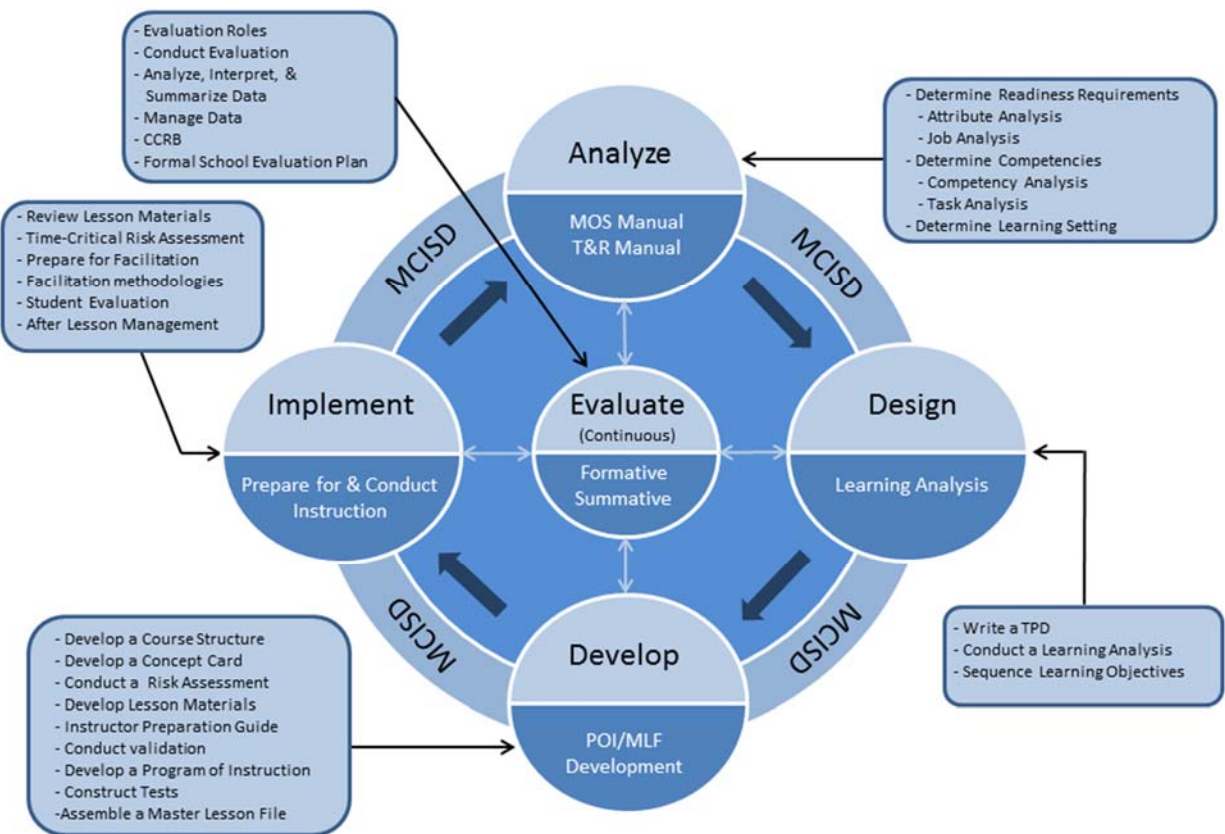 - Evaluation Roles
- Conduct Evaluation
- Analyze, Interpret, &
Summarize Data
- Manage Data
- CCRB
- Formal School Evaluation Plan
- Determine Readiness Requirements
- Attribute Analysis
- Job Analysis
- Determine Competencies
- Competency Analysis
- Task Analysis
- Determine Learning Setting
Analyze
MOS Manual
T&R Manual
- Review Lesson Materials
- Time-Critical Risk Assessment
- Prepare for Facilitation
- Facilitation methodologies
- Student Evaluation
- After Lesson Management
MCISD
MCISD
Implement
Prepare for & Conduct
Instruction
Evaluate
(Continuous)
Formative
Summative
Design
Learning Analysis
MCISD
MCISD
- Develop a Course Structure
- Develop a Concept Card
- Conduct a Risk Assessment
- Develop Lesson Materials
- Instructor Preparation Guide
- Conduct validation
- Develop a Program of Instruction
- Construct Tests
-Assemble a Master Lesson File
Develop
POI/MLF
Development
- Write a TPD
- Conduct a Learning Analysis
- Sequence Learning Objectives